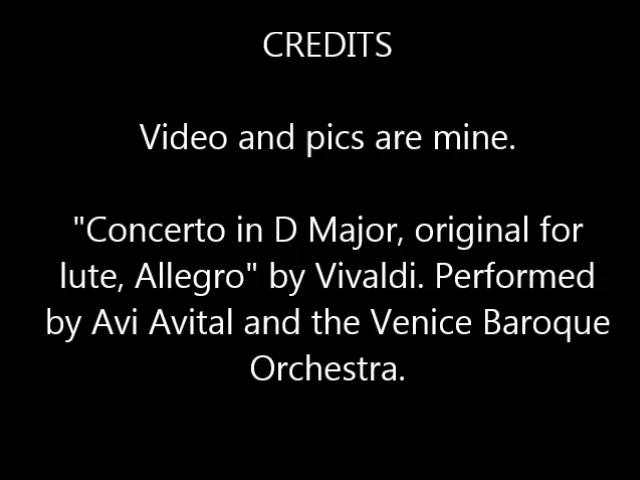 CREDITS
Video and pics are mine.
"Concerto in D Major, original for
lute, Allegro" by Vivaldi. Performed
by Avi Avital and the Venice Baroque
Orchestra.